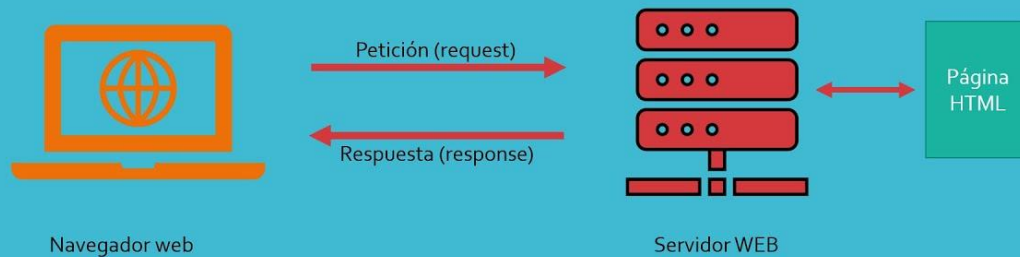 Petición (request)
Respuesta (response)
Página
HTML
Navegador web
Servidor WEB